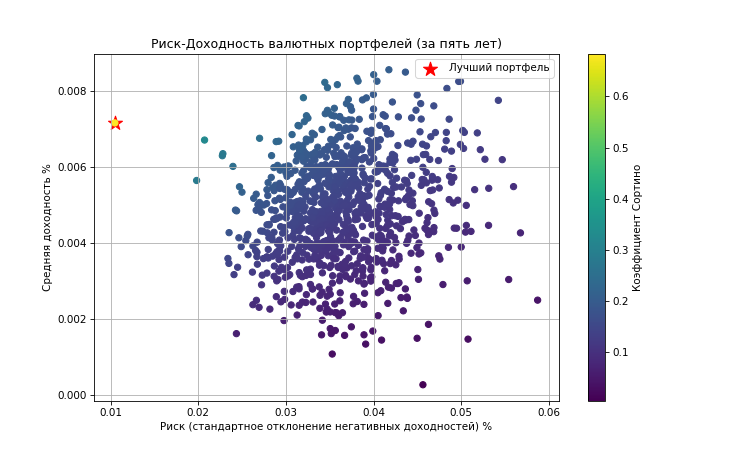 Риск-Доходность валютных портфелей (за пять лет)
Лучший портфель
Средняя доходность %
0.008
0.006
0.004
0.002
0.000
0.01 0.02 0.03 0.04 0.05 0.06
Риск (стандартное отклонение негативных доходностей) %
0.6
0.5
0.4
0.3
0.2
0.1
Коэффициент Сортино